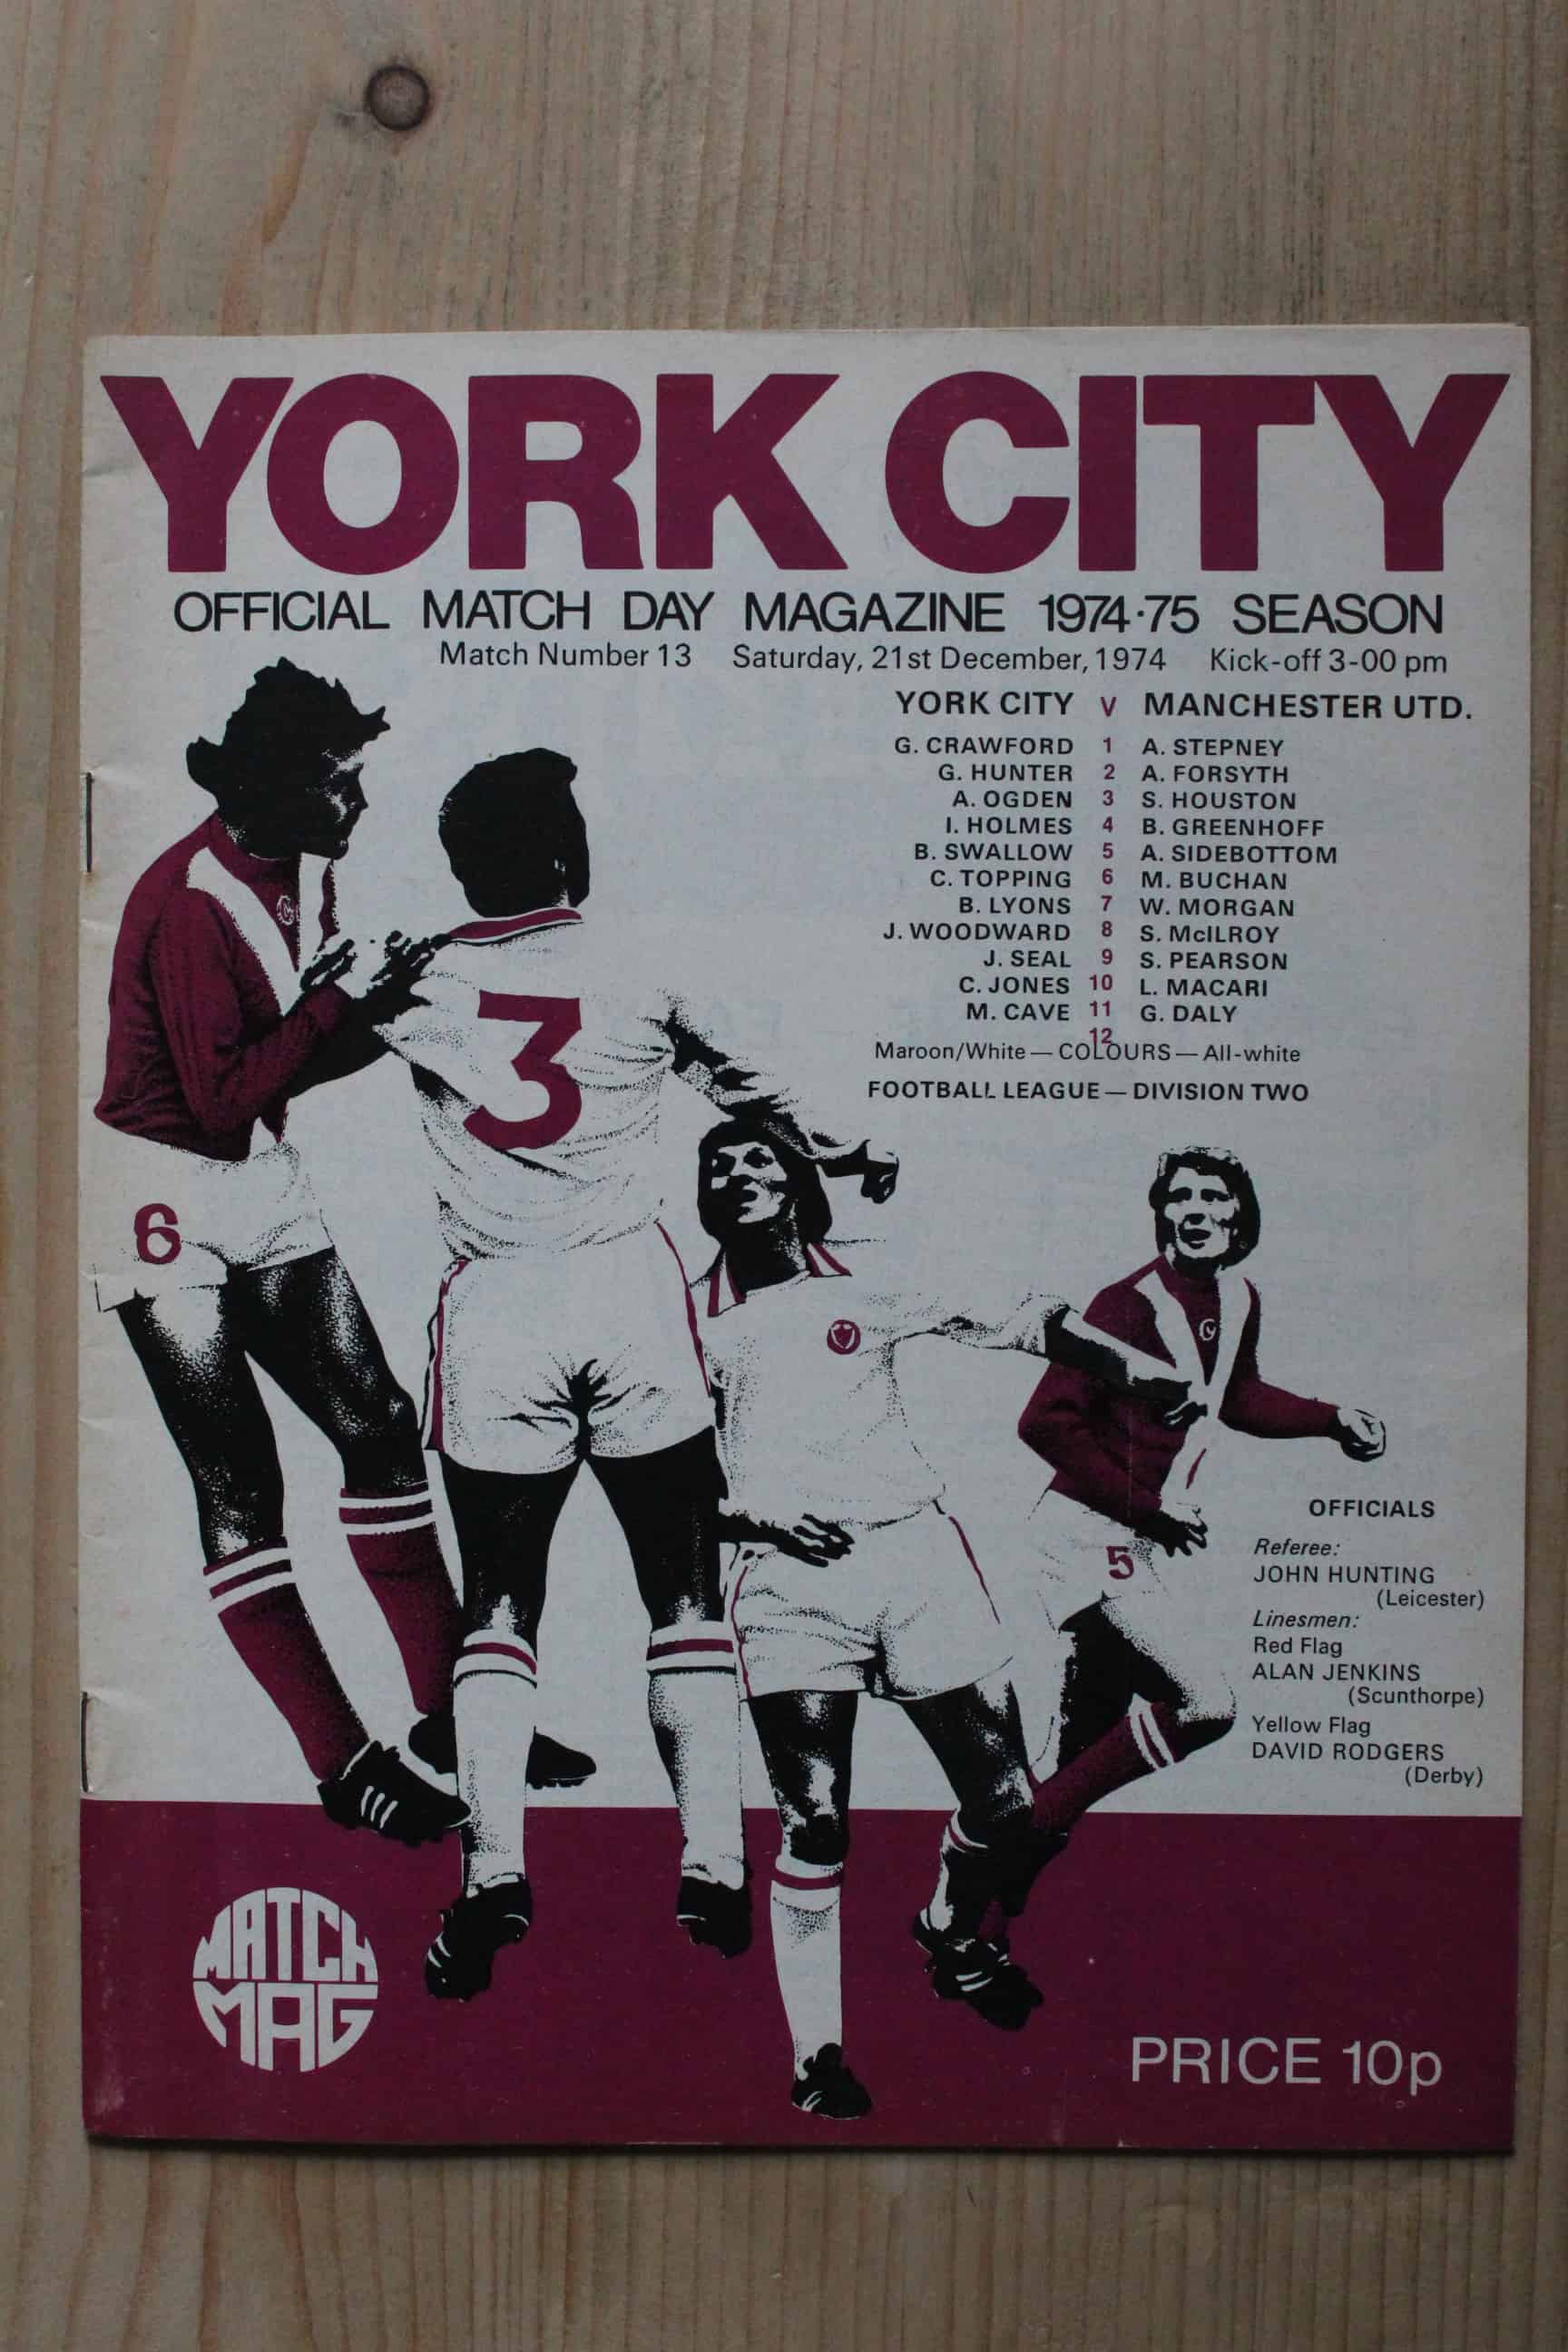 YORK CITY
OFFICIAL MATCH DAY MAGAZINE 1974·75 SEASON
Match Number 13 Saturday, 21st December, 1974 Kick-off 3-00 pm
YORK CITY v MANCHESTER UTD.
G. CRAWFORD 1 A. STEPNEY
G. HUNTER 2 A. FORSYTH
A. OGDEN 3 S. HOUSTON
I. HOLMES 4 B. GREENHOFF
B. SWALLOW 5 A. SIDEBOTTOM
C. TOPPING 6 M. BUCHAN
B. LYONS 7 W. MORGAN
J. WOODWARD 8 S. McILROY
J. SEAL 9 S. PEARSON
C. JONES 10 L. MACARI
M. CAVE 11 G. DALY
12
Maroon/White — COLOURS — All-white
FOOTBALL LEAGUE — DIVISION TWO
3
6
5
OFFICIALS
Referee:
JOHN HUNTING
(Leicester)
Linesmen:
Red Flag
ALAN JENKINS
(Scunthorpe)
Yellow Flag
DAVID RODGERS
(Derby)
MATCH
MAG
PRICE 10p